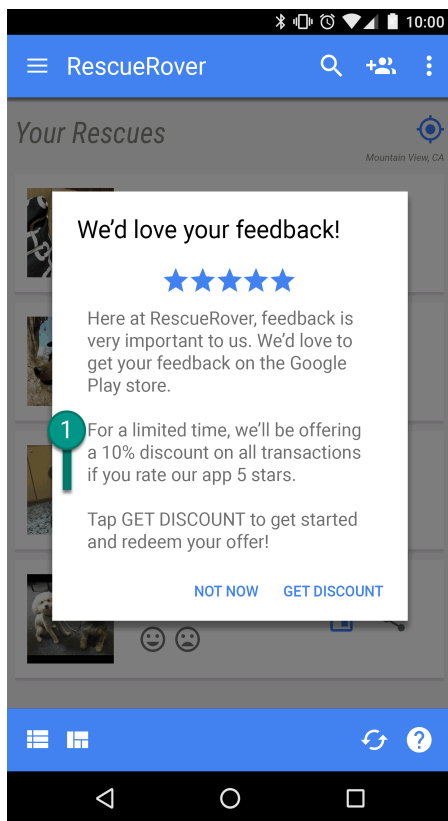 10:00
RescueRover
Your Rescues
Mountain View, CA
We’d love your feedback!
Here at RescueRover, feedback is
very important to us. We’d love to
get your feedback on the Google
Play store.
1
For a limited time, we’ll be offering
a 10% discount on all transactions
if you rate our app 5 stars.
Tap GET DISCOUNT to get started
and redeem your offer!
NOT NOW GET DISCOUNT